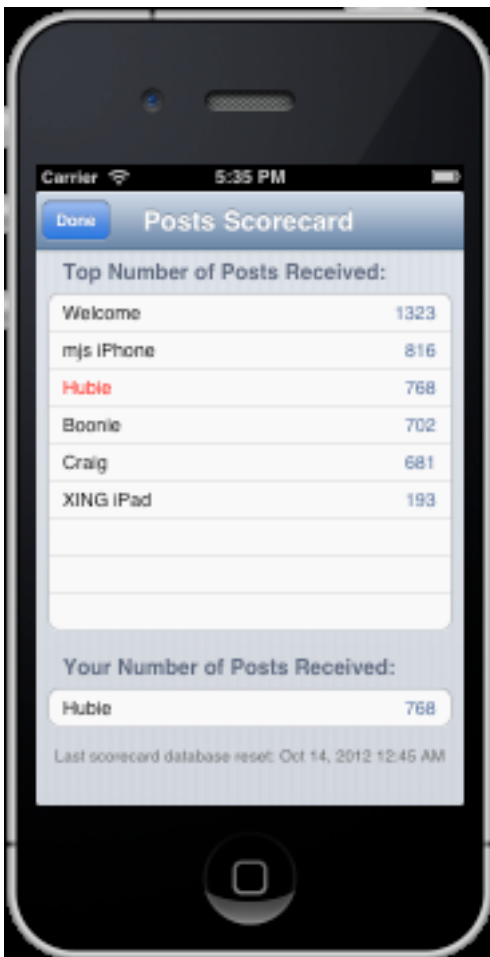 Carrier 5:35 PM
Done Posts Scorecard
Top Number of Posts Received:
Welcome 1323
mjs iPhone 816
Hubie 768
Boonie 702
Craig 681
XING iPad 193
Your Number of Posts Received:
Hubie 768
Last scorecard database reset: Oct 14, 2012 12:45 AM